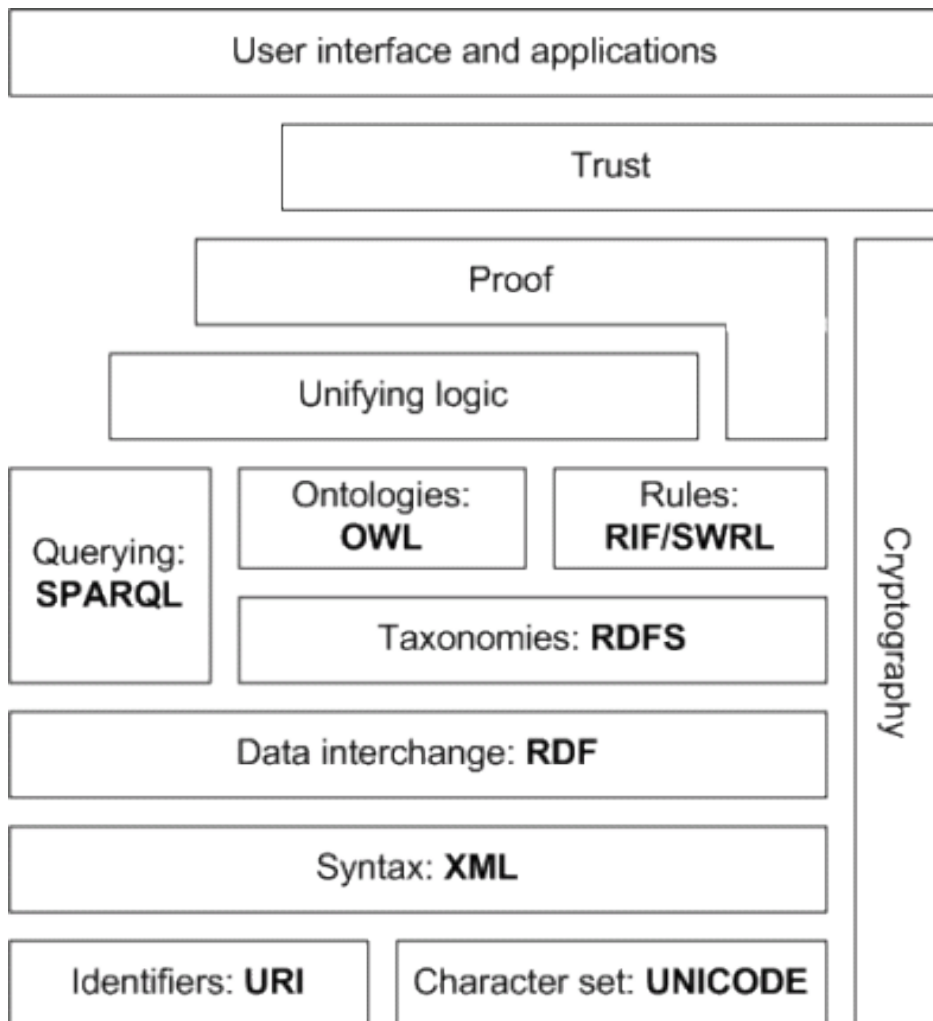 User interface and applications
Trust
Proof
Unifying logic
Ontologies:
OWL
Rules:
RIF/SWRL
Querying:
SPARQL
Taxonomies: RDFS
Cryptography
Data interchange: RDF
Syntax: XML
Identifiers: URI
Character set: UNICODE